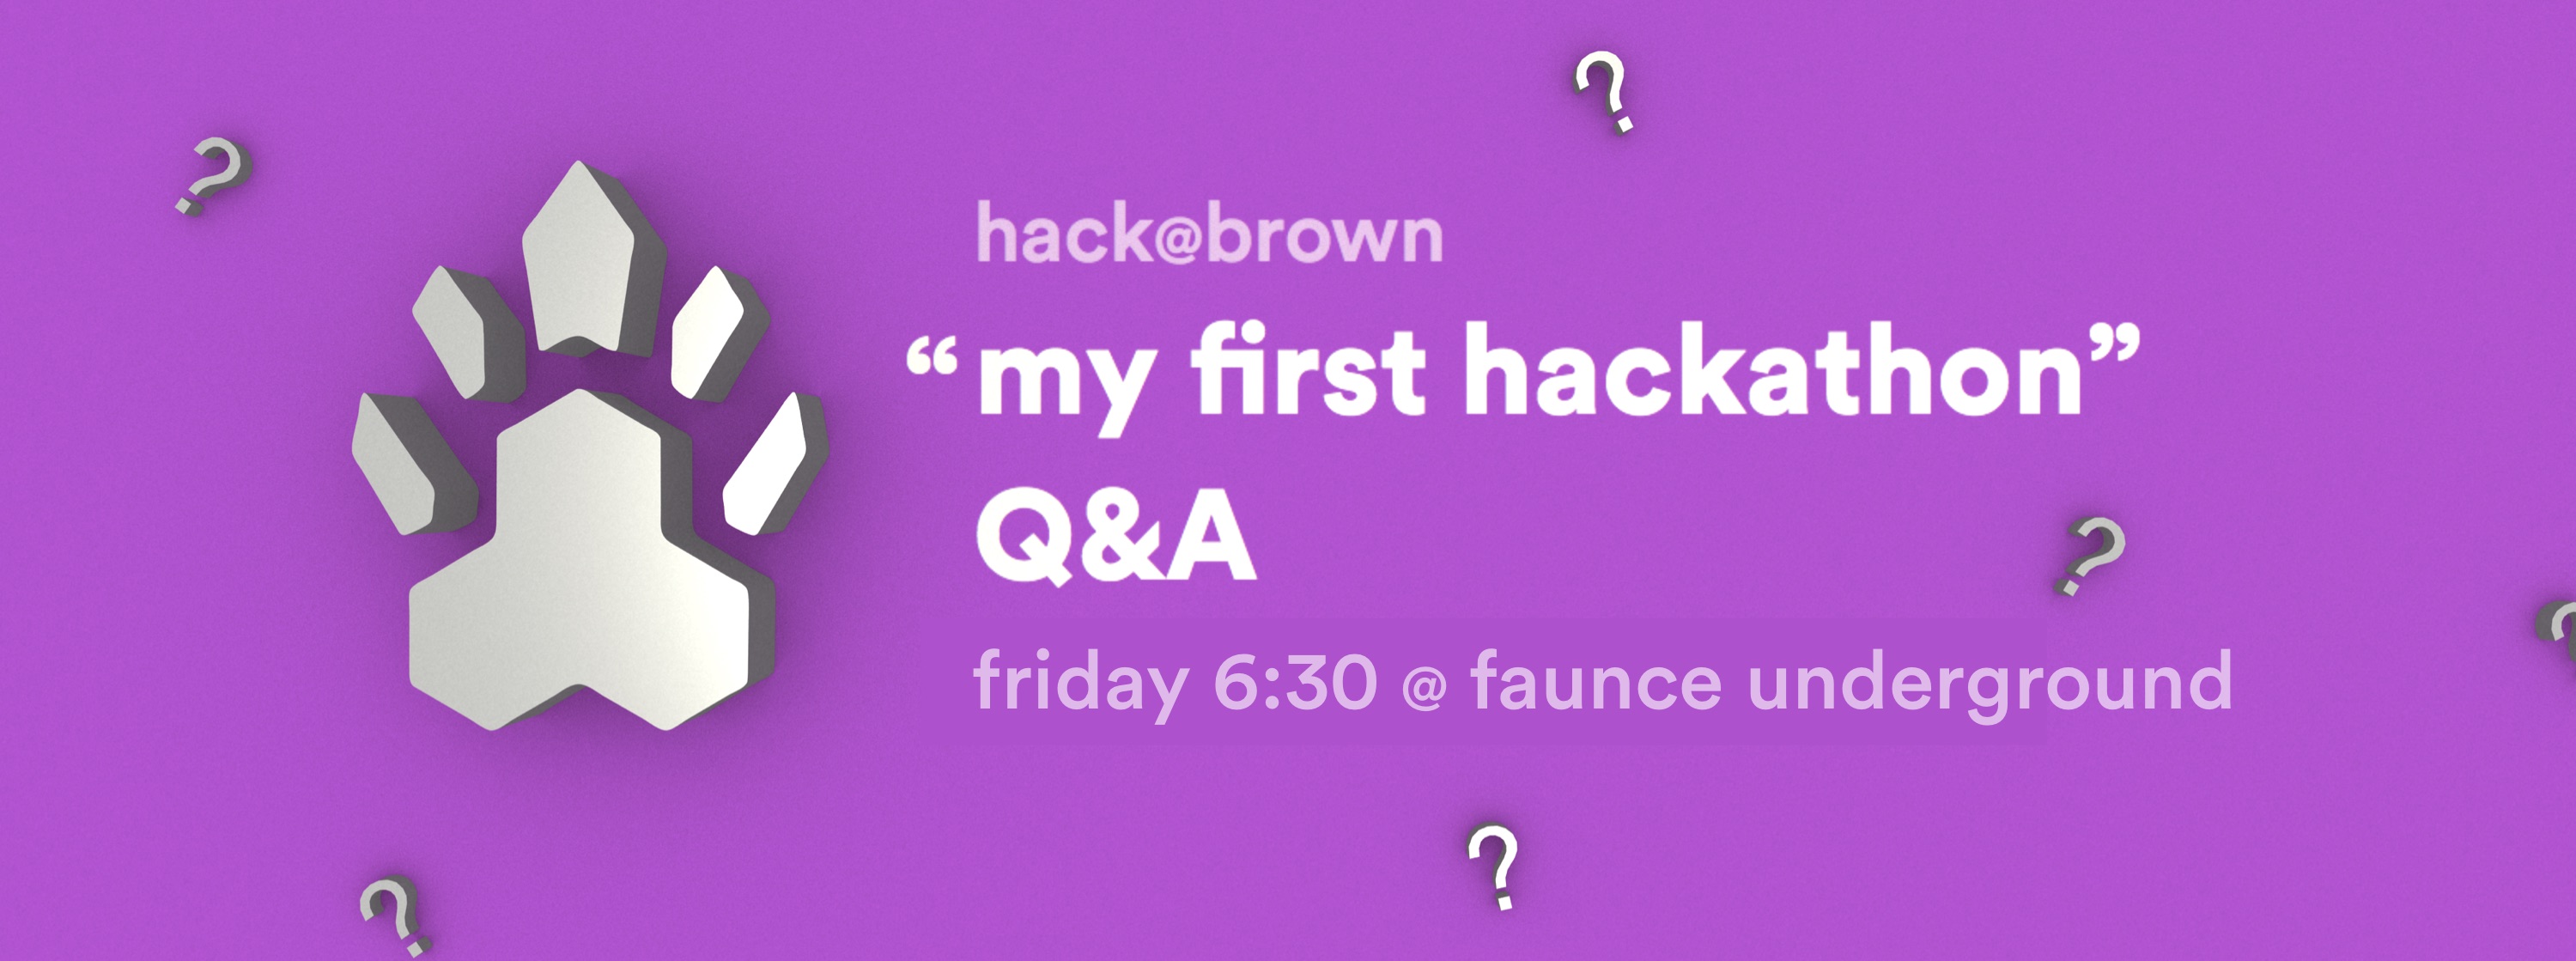 hack@brown
“my first hackathon”
Q&A
friday 6:30 @ faunce underground
?
?
?
?
?
?